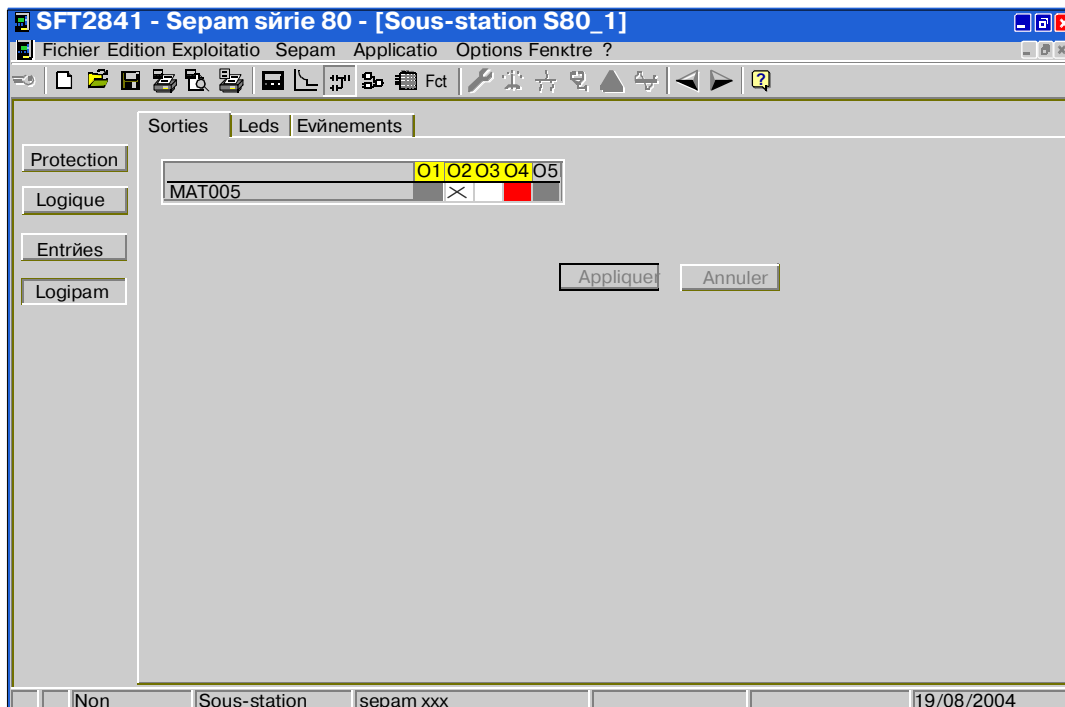 SFT2841 - Sepam sйrie 80 - [Sous-station S80_1]
Fichier Edition Exploitatio Sepam Applicatio Options Fenкtre ?
Fct
Sorties Leds Evйnements
Protection
Logique
Entrйes
Logipam
O1 O2 O3 O4 O5
MAT005
Appliquer Annuler
Non Sous-station sepam xxx 19/08/2004